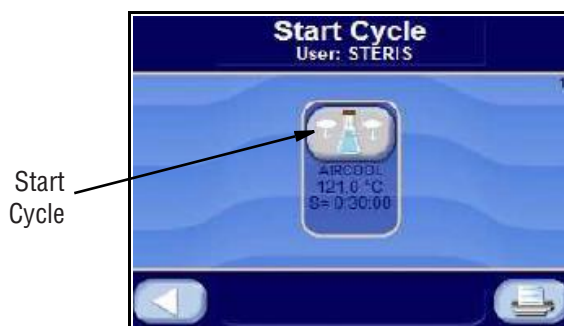 Start Cycle
User: STERIS
Start
Cycle
AIRCOOL
121.0 °C
S= 0:30:00